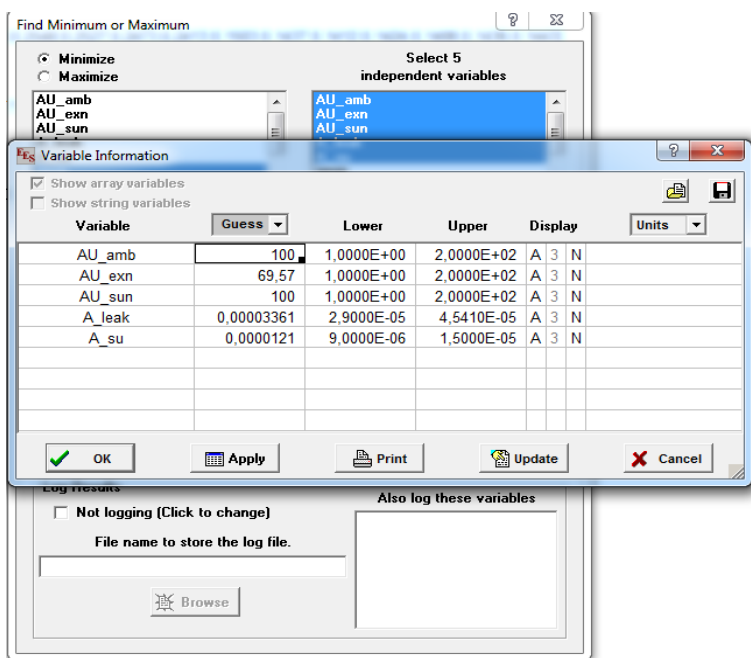 Find Minimum or Maximum
Minimize
Maximize
Select 5
independent variables
AU_amb
AU_exn
AU_sun
AU_amb
AU_exn
AU_sun
EES Variable Information
Show array variables
Show string variables
Variable Guess Lower Upper Display Units
AU_amb 100 1,0000E+00 2,0000E+02 A 3 N
AU_exn 69,57 1,0000E+00 2,0000E+02 A 3 N
AU_sun 100 1,0000E+00 2,0000E+02 A 3 N
A_leak 0,00003361 2,9000E-05 4,5410E-05 A 3 N
A_su 0,0000121 9,0000E-06 1,5000E-05 A 3 N
OK Apply Print Update Cancel
Log Results
Not logging (Click to change)
File name to store the log file.
Browse
Also log these variables